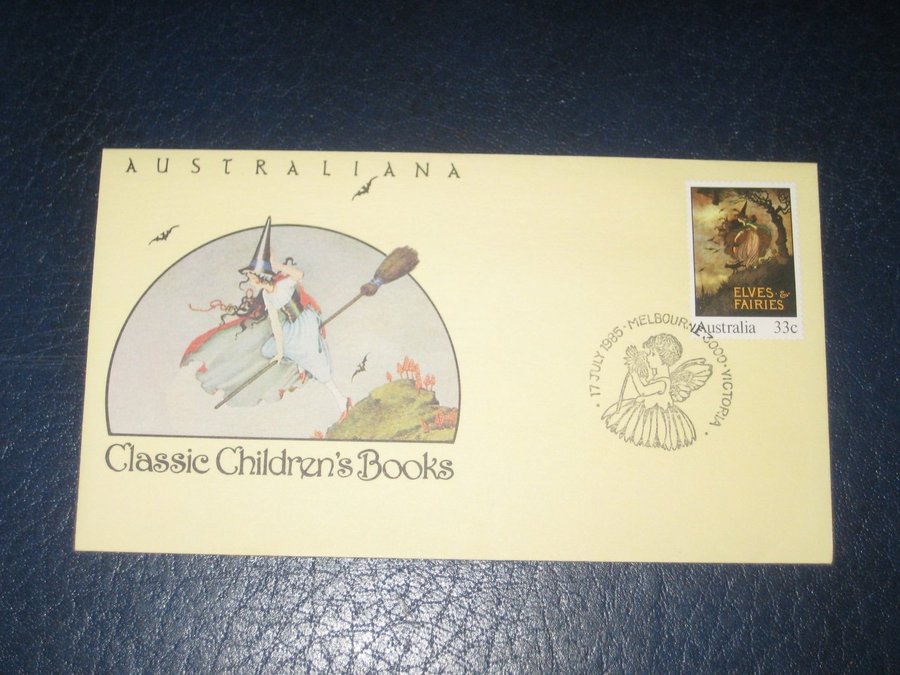 AUSTRALIANA
ELVES & FAIRIES
Australia 33c
17 JULY 1985 · MELBOURNE 3000 · VICTORIA ·
Classic Children's Books